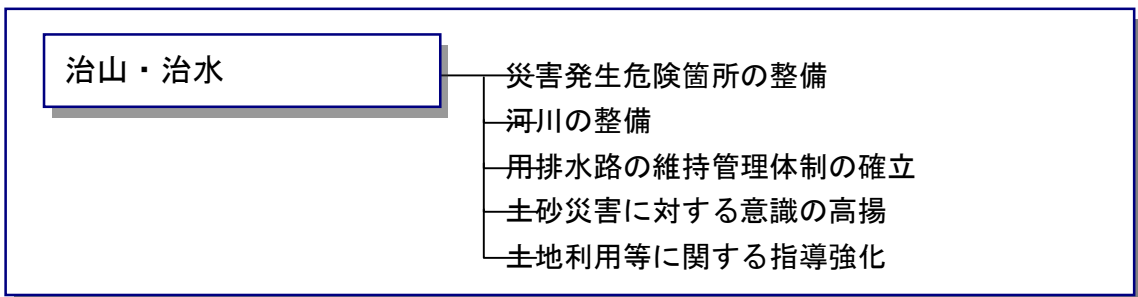 治山・治水
災害発生危険箇所の整備
河川の整備
用排水路の維持管理体制の確立
土砂災害に対する意識の高揚
土地利用等に関する指導強化